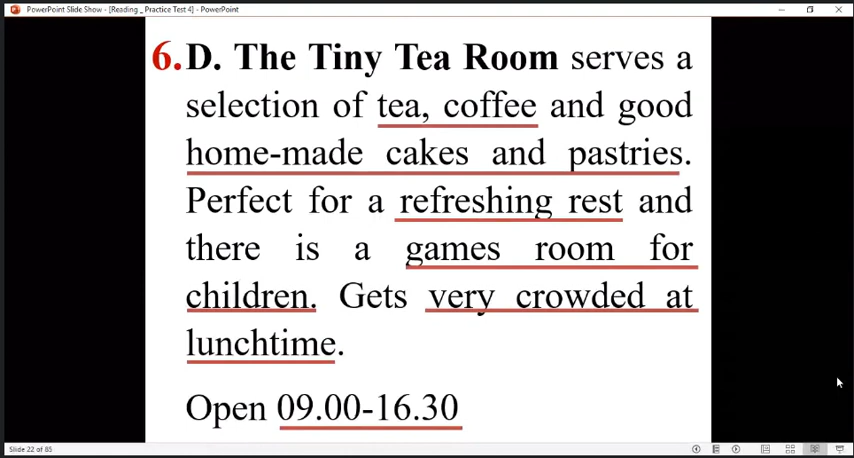 PowerPoint Slide Show - [Reading _ Practice Test 4] - PowerPoint
6. D. The Tiny Tea Room serves a
selection of tea, coffee and good
home-made cakes and pastries.
Perfect for a refreshing rest and
there is a games room for
children. Gets very crowded at
lunchtime.
Open 09.00-16.30
Slide 22 of 85